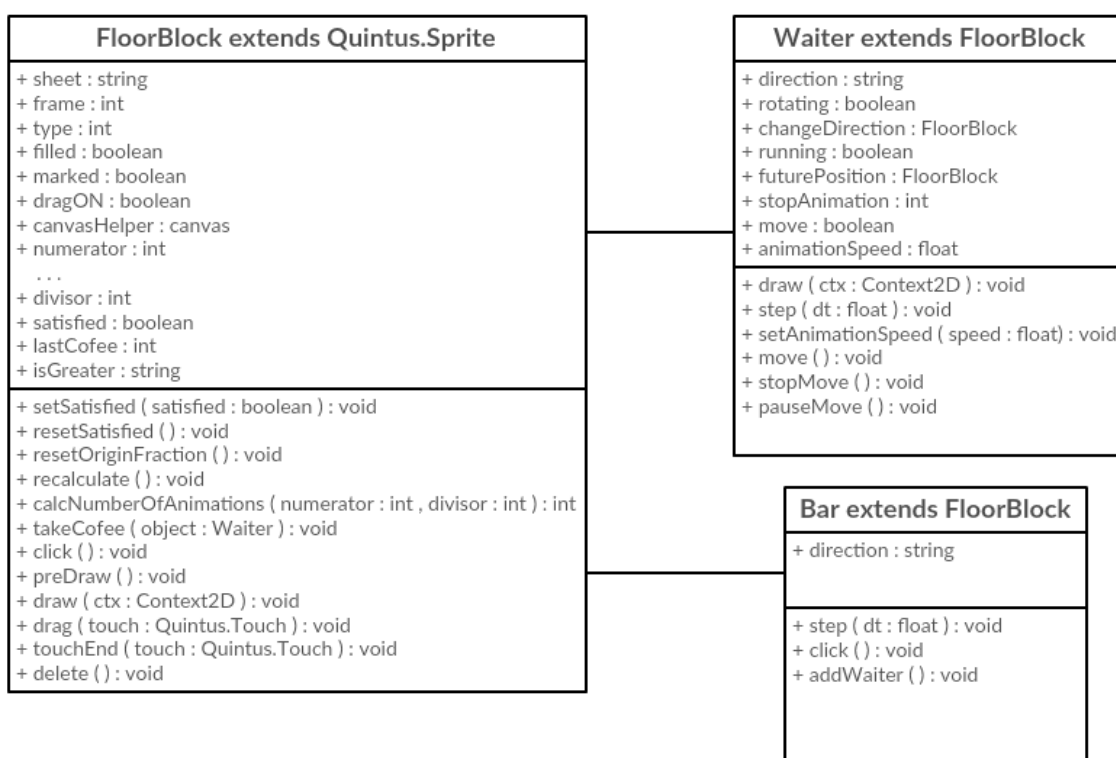 FloorBlock extends Quintus.Sprite
+ sheet : string
+ frame : int
+ type : int
+ filled : boolean
+ marked : boolean
+ dragON : boolean
+ canvasHelper : canvas
+ numerator : int
. . .
+ divisor : int
+ satisfied : boolean
+ lastCofee : int
+ isGreater : string
+ setSatisfied ( satisfied : boolean ) : void
+ resetSatisfied ( ) : void
+ resetOriginFraction ( ) : void
+ recalculate ( ) : void
+ calcNumberOfAnimations ( numerator : int , divisor : int ) : int
+ takeCofee ( object : Waiter ) : void
+ click ( ) : void
+ preDraw ( ) : void
+ draw ( ctx : Context2D ) : void
+ drag ( touch : Quintus.Touch ) : void
+ touchEnd ( touch : Quintus.Touch ) : void
+ delete ( ) : void
Waiter extends FloorBlock
+ direction : string
+ rotating : boolean
+ changeDirection : FloorBlock
+ running : boolean
+ futurePosition : FloorBlock
+ stopAnimation : int
+ move : boolean
+ animationSpeed : float
+ draw ( ctx : Context2D ) : void
+ step ( dt : float ) : void
+ setAnimationSpeed ( speed : float) : void
+ move ( ) : void
+ stopMove ( ) : void
+ pauseMove ( ) : void
Bar extends FloorBlock
+ direction : string
+ step ( dt : float ) : void
+ click ( ) : void
+ addWaiter ( ) : void